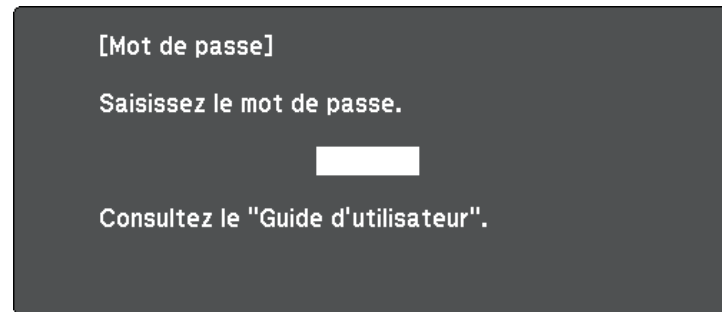 [Mot de passe]
Saisissez le mot de passe.
Consultez le "Guide d'utilisateur".